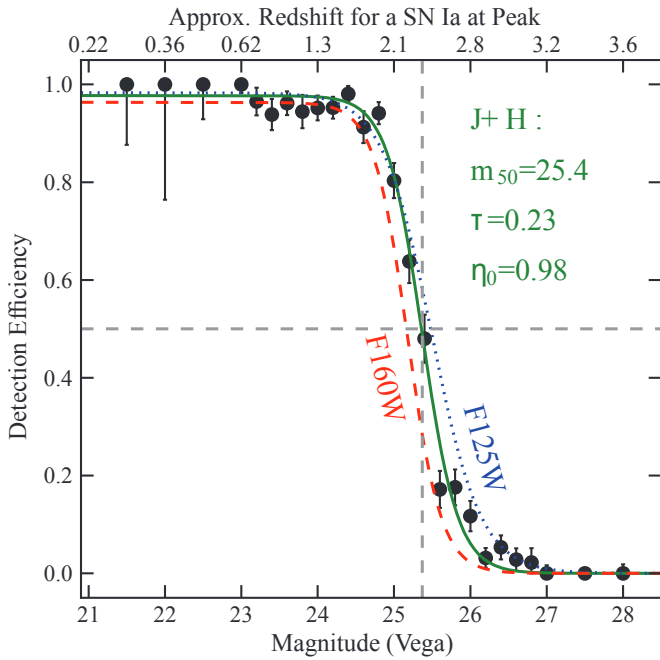 Approx. Redshift for a SN Ia at Peak
0.22 0.36 0.62 1.3 2.1 2.8 3.2 3.6
1.0
0.8
0.6
0.4
0.2
0.0
Detection Efficiency
J+ H :
m50=25.4
τ=0.23
η0=0.98
F160W
F125W
21 22 23 24 25 26 27 28
Magnitude (Vega)